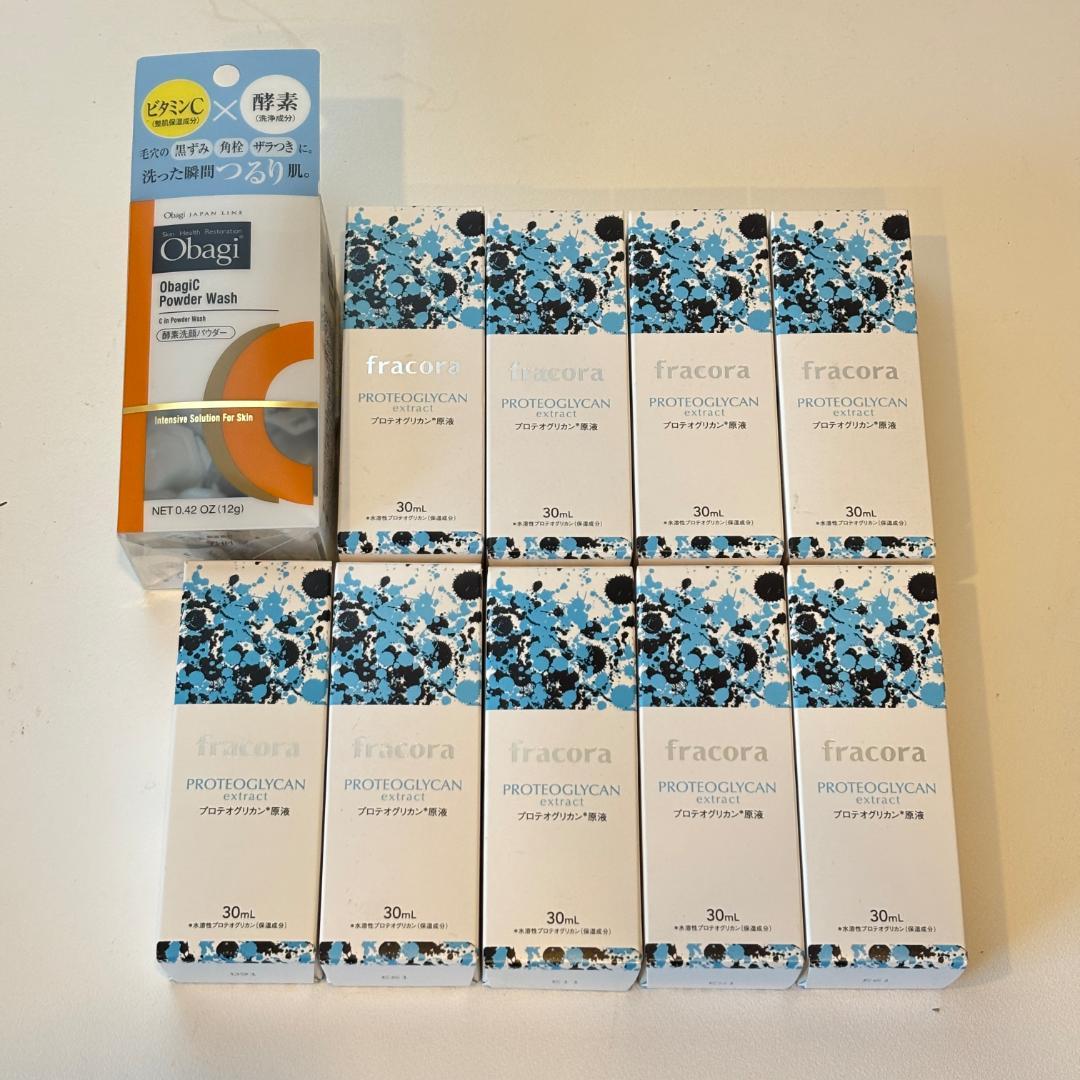 ビタミンC
(整肌保湿成分)
×
酵素
(洗浄成分)
毛穴の 黒ずみ 角栓 ザラつき に。
洗った瞬間つるり肌。
Obagi JAPAN LINE
Skin Health Restoration
Obagi®
ObagiC
Powder Wash
C in Powder Wash
酵素洗顔パウダー
Intensive Solution For Skin
NET 0.42 OZ (12g)
fracora
PROTEOGLYCAN
extract
プロテオグリカン*原液
30mL
*水溶性プロテオグリカン(保湿成分)
fracora
PROTEOGLYCAN
extract
プロテオグリカン*原液
30mL
*水溶性プロテオグリカン(保湿成分)
fracora
PROTEOGLYCAN
extract
プロテオグリカン*原液
30mL
*水溶性プロテオグリカン(保湿成分)
fracora
PROTEOGLYCAN
extract
プロテオグリカン*原液
30mL
*水溶性プロテオグリカン(保湿成分)
fracora
PROTEOGLYCAN
extract
プロテオグリカン*原液
30mL
*水溶性プロテオグリカン(保湿成分)
fracora
PROTEOGLYCAN
extract
プロテオグリカン*原液
30mL
*水溶性プロテオグリカン(保湿成分)
fracora
PROTEOGLYCAN
extract
プロテオグリカン*原液
30mL
*水溶性プロテオグリカン(保湿成分)
fracora
PROTEOGLYCAN
extract
プロテオグリカン*原液
30mL
*水溶性プロテオグリカン(保湿成分)
fracora
PROTEOGLYCAN
extract
プロテオグリカン*原液
30mL
*水溶性プロテオグリカン(保湿成分)